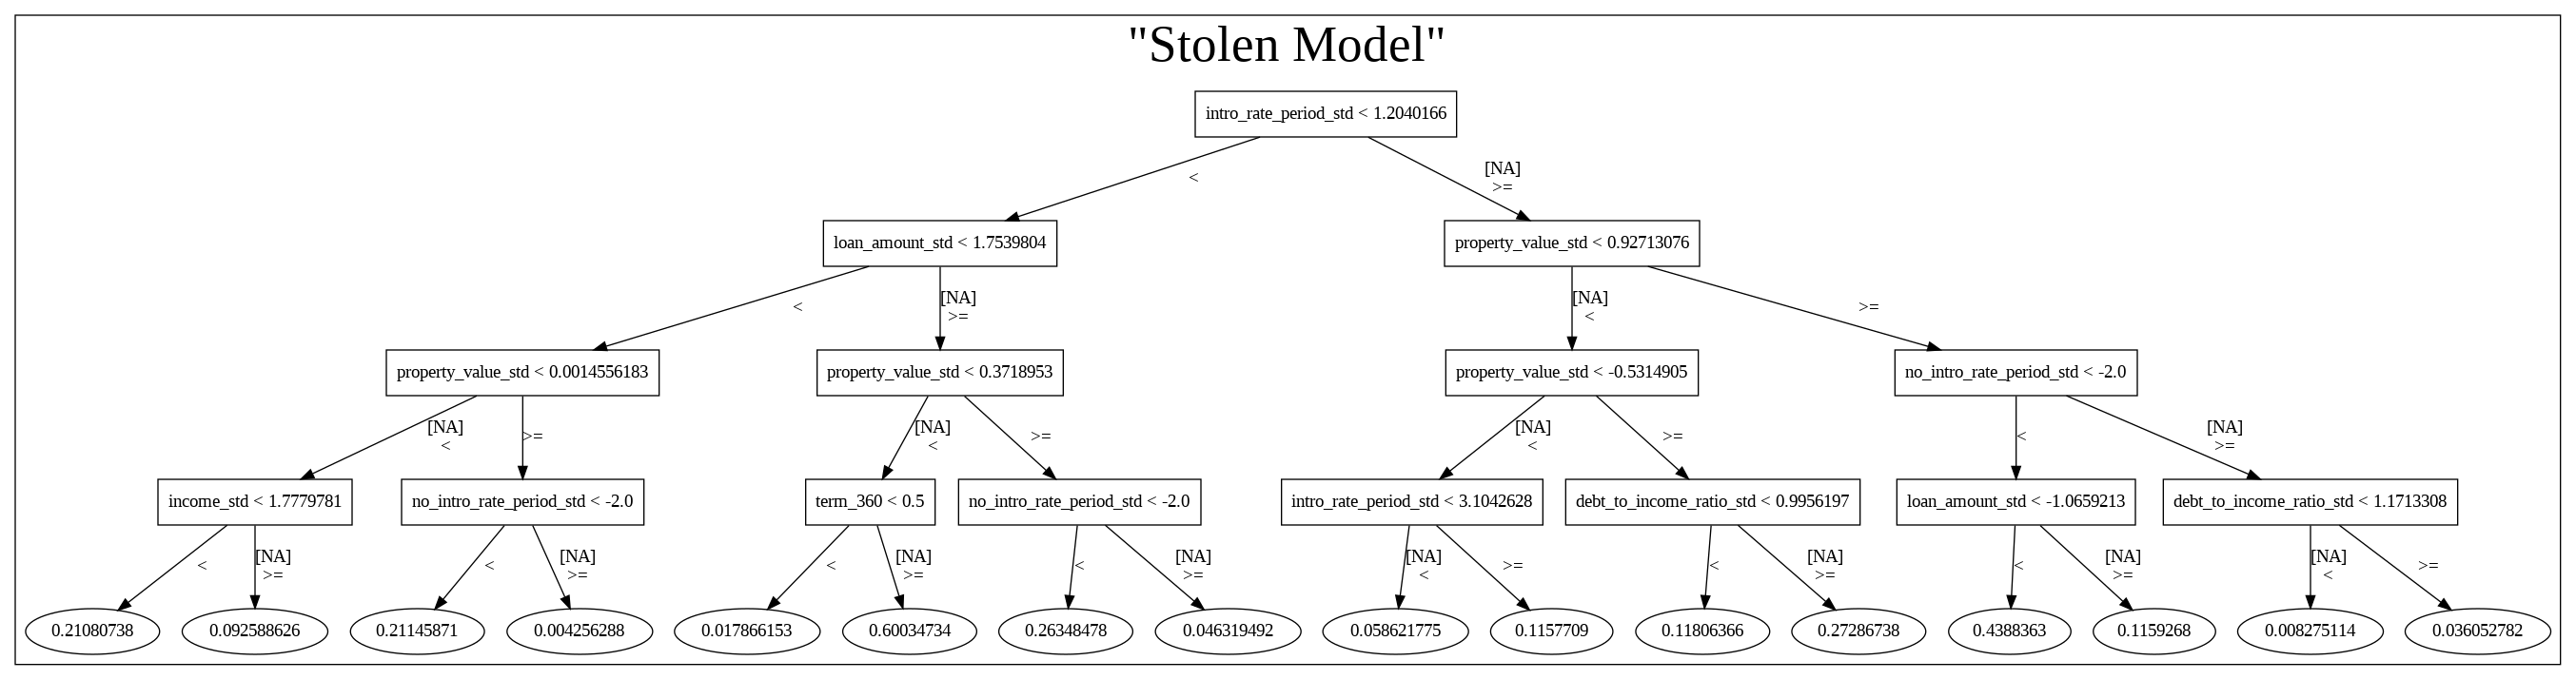 "Stolen Model"
intro_rate_period_std < 1.2040166
<
[NA]
>=
loan_amount_std < 1.7539804
property_value_std < 0.92713076
<
[NA]
>=
[NA]
<
>=
property_value_std < 0.0014556183
property_value_std < 0.3718953
property_value_std < -0.5314905
no_intro_rate_period_std < -2.0
[NA]
<
>=
[NA]
<
>=
[NA]
<
>=
<
[NA]
>=
income_std < 1.7779781
no_intro_rate_period_std < -2.0
term_360 < 0.5
no_intro_rate_period_std < -2.0
intro_rate_period_std < 3.1042628
debt_to_income_ratio_std < 0.9956197
loan_amount_std < -1.0659213
debt_to_income_ratio_std < 1.1713308
<
[NA]
>=
<
[NA]
>=
<
[NA]
>=
<
[NA]
>=
[NA]
<
>=
<
[NA]
>=
<
[NA]
>=
[NA]
<
>=
0.21080738
0.092588626
0.21145871
0.004256288
0.017866153
0.60034734
0.26348478
0.046319492
0.058621775
0.1157709
0.11806366
0.27286738
0.4388363
0.1159268
0.008275114
0.036052782